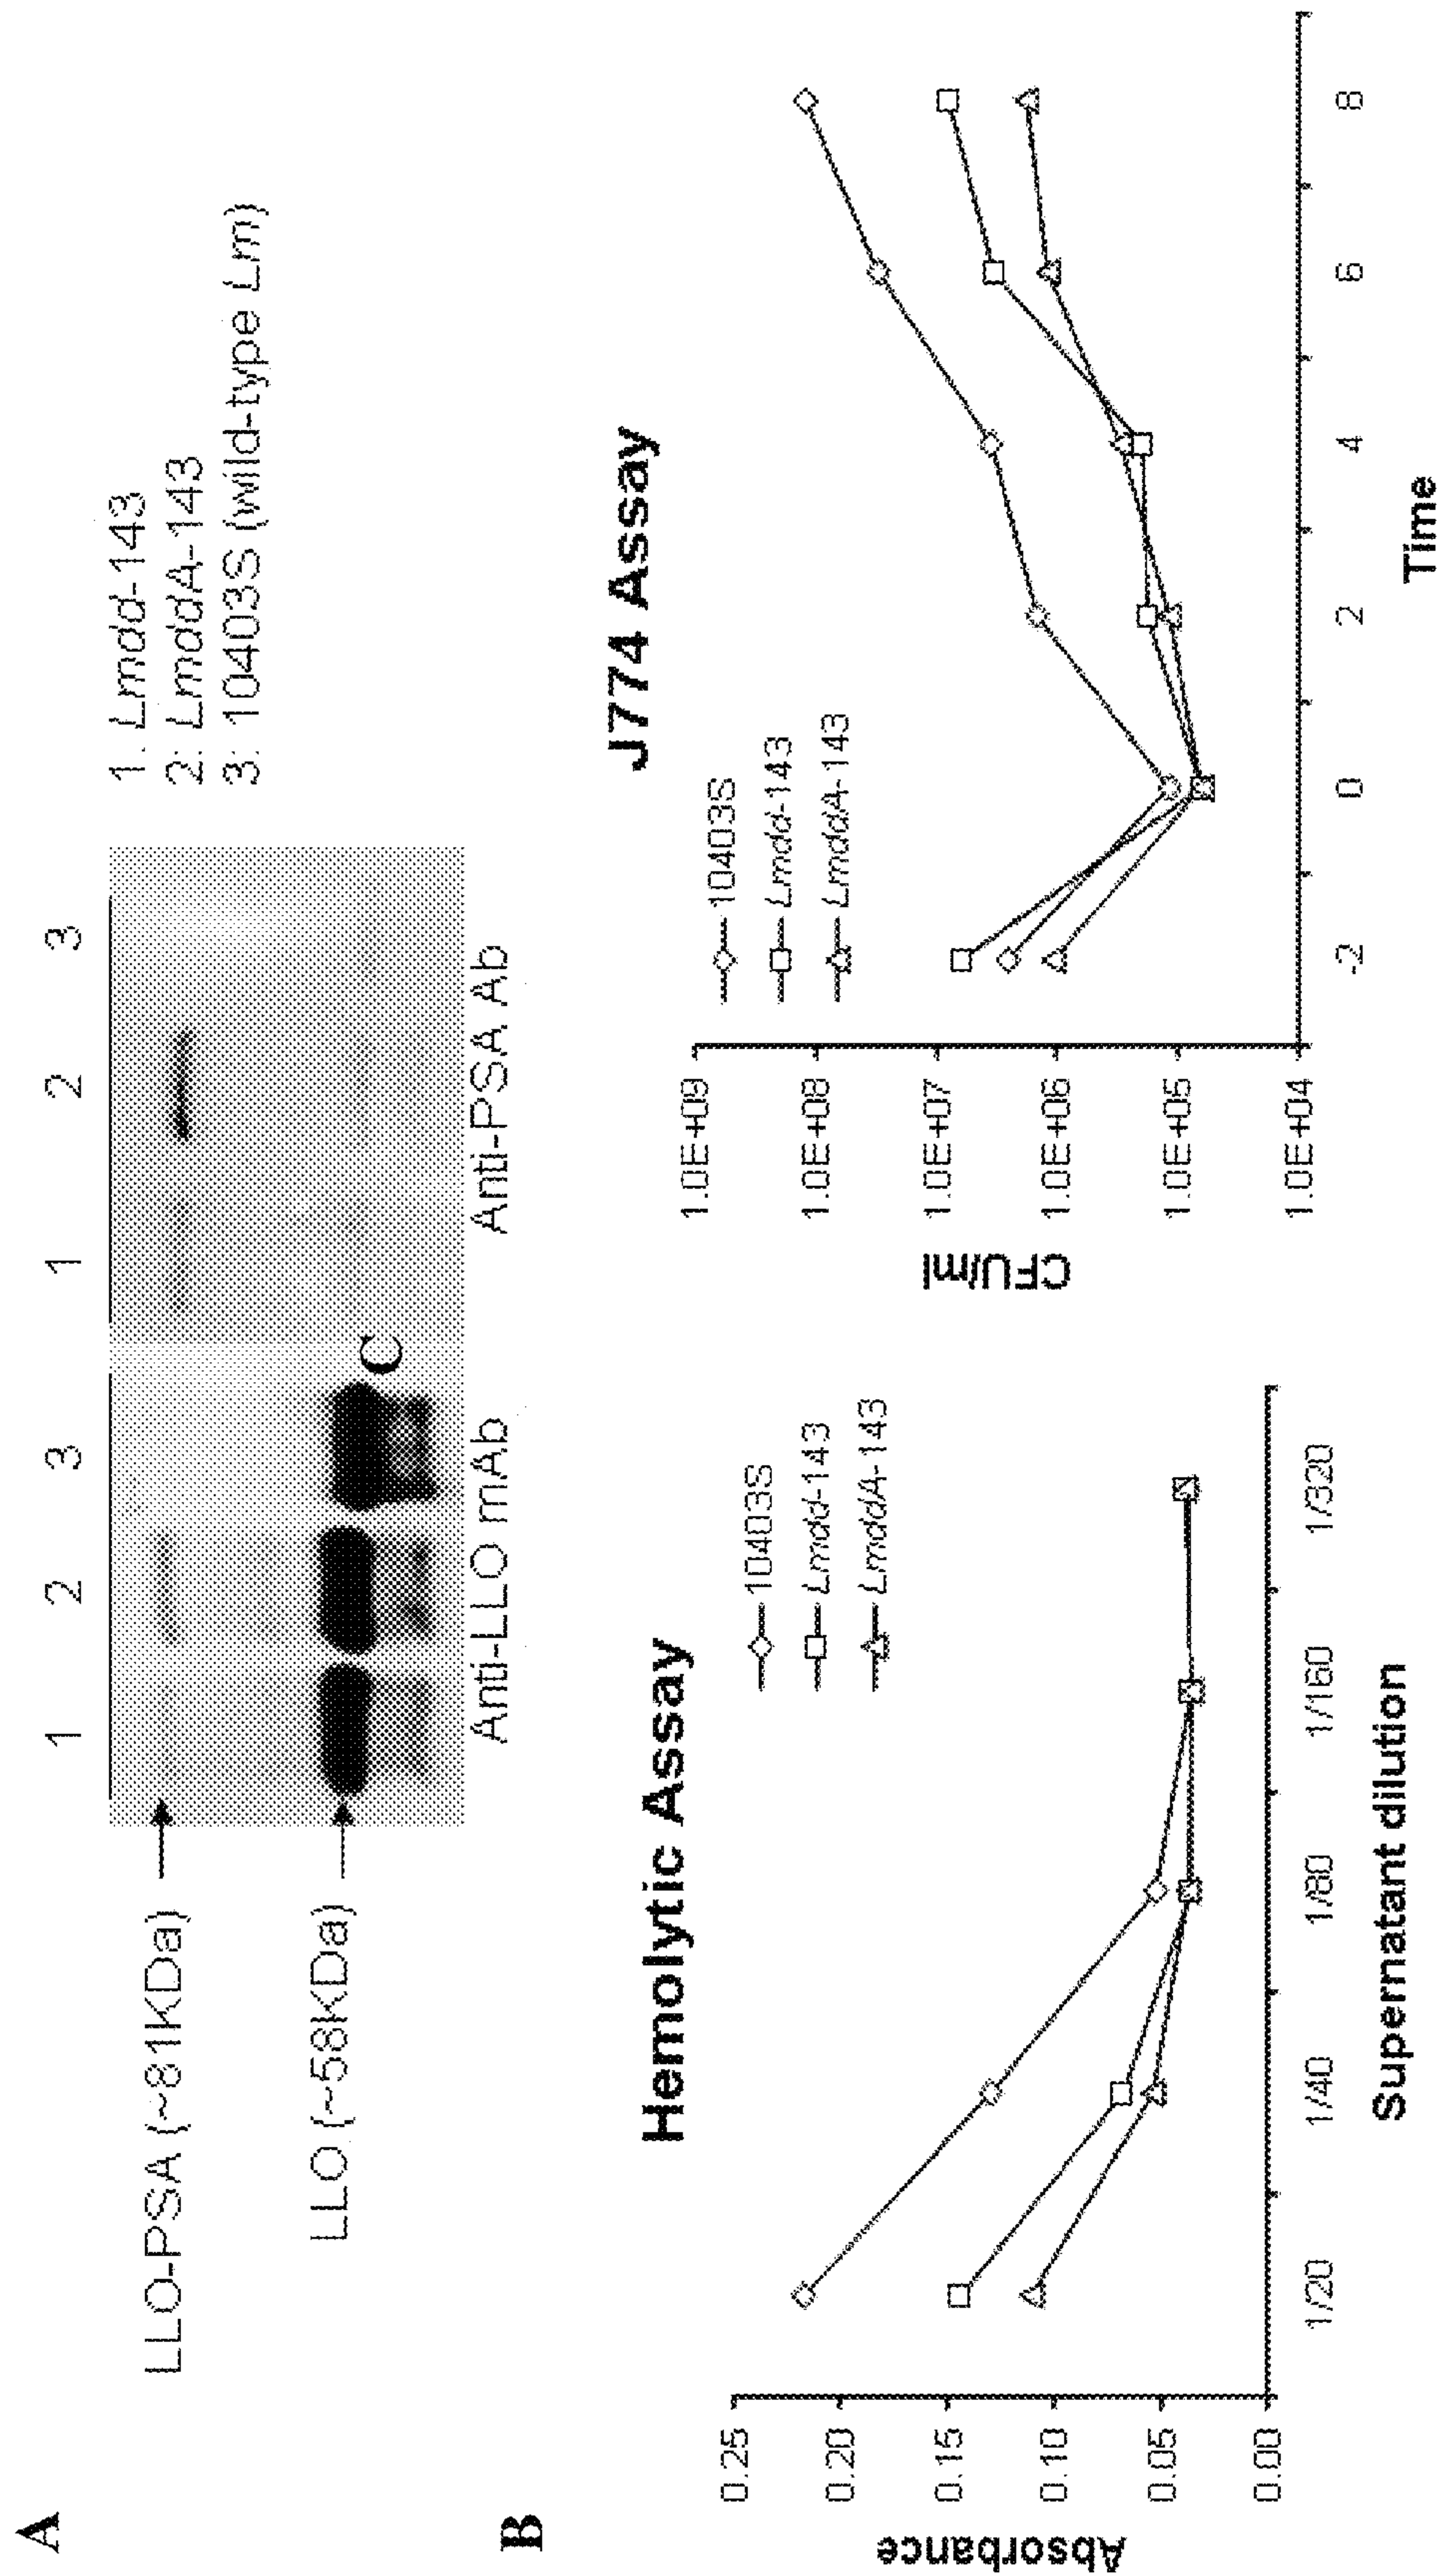 A
1 2 3 1 2 3
LLO-PSA (~81KDa)
LLO (~58KDa)
1. Lmdd-143
2: LmddA-143
3: 10403S (wild-type Lm)
Anti-LLO mAb
Anti-PSA Ab
B
Hemolytic Assay
10403S
Lmdd-143
LmddA-143
Absorbance
0.25
0.20
0.15
0.10
0.05
0.00
1/20 1/40 1/80 1/160 1/320
Supernatant dilution
C
J774 Assay
10403S
Lmdd-143
LmddA-143
CFU/ml
1.0E+09
1.0E+08
1.0E+07
1.0E+06
1.0E+05
1.0E+04
-2 0 2 4 6 8
Time